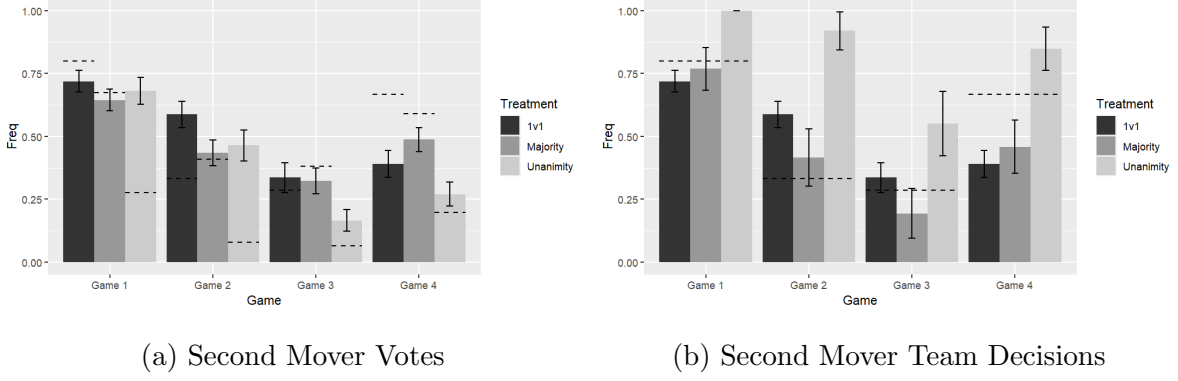 1.00
0.75
0.50
0.25
0.00
Freq
Game 1
Game 2
Game 3
Game 4
Game
Treatment
1v1
Majority
Unanimity
(a) Second Mover Votes
1.00
0.75
0.50
0.25
0.00
Freq
Game 1
Game 2
Game 3
Game 4
Game
Treatment
1v1
Majority
Unanimity
(b) Second Mover Team Decisions